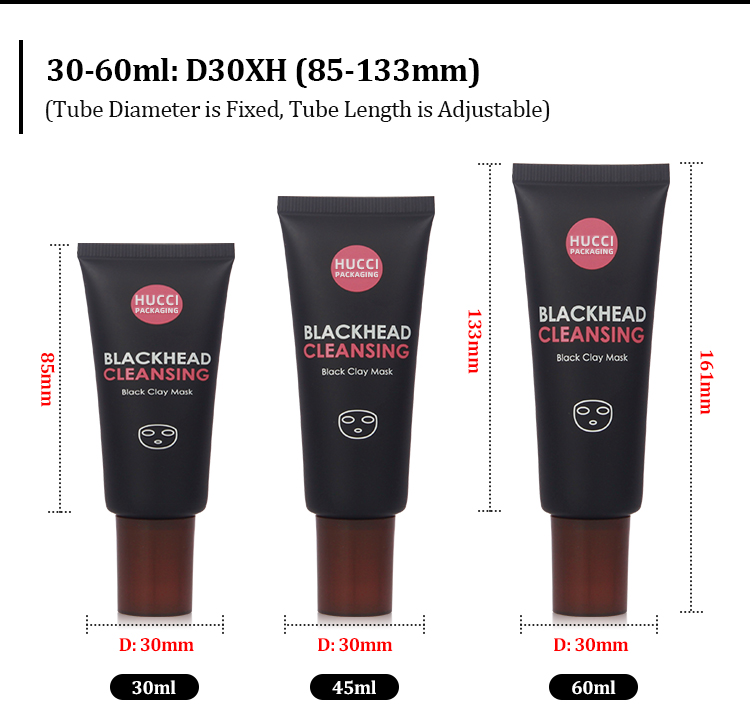 30-60ml: D30XH (85-133mm)
(Tube Diameter is Fixed, Tube Length is Adjustable)
HUCCI
PACKAGING
BLACKHEAD
CLEANSING
Black Clay Mask
85mm
D: 30mm
30ml
HUCCI
PACKAGING
BLACKHEAD
CLEANSING
Black Clay Mask
D: 30mm
45ml
133mm
HUCCI
PACKAGING
BLACKHEAD
CLEANSING
Black Clay Mask
161mm
D: 30mm
60ml